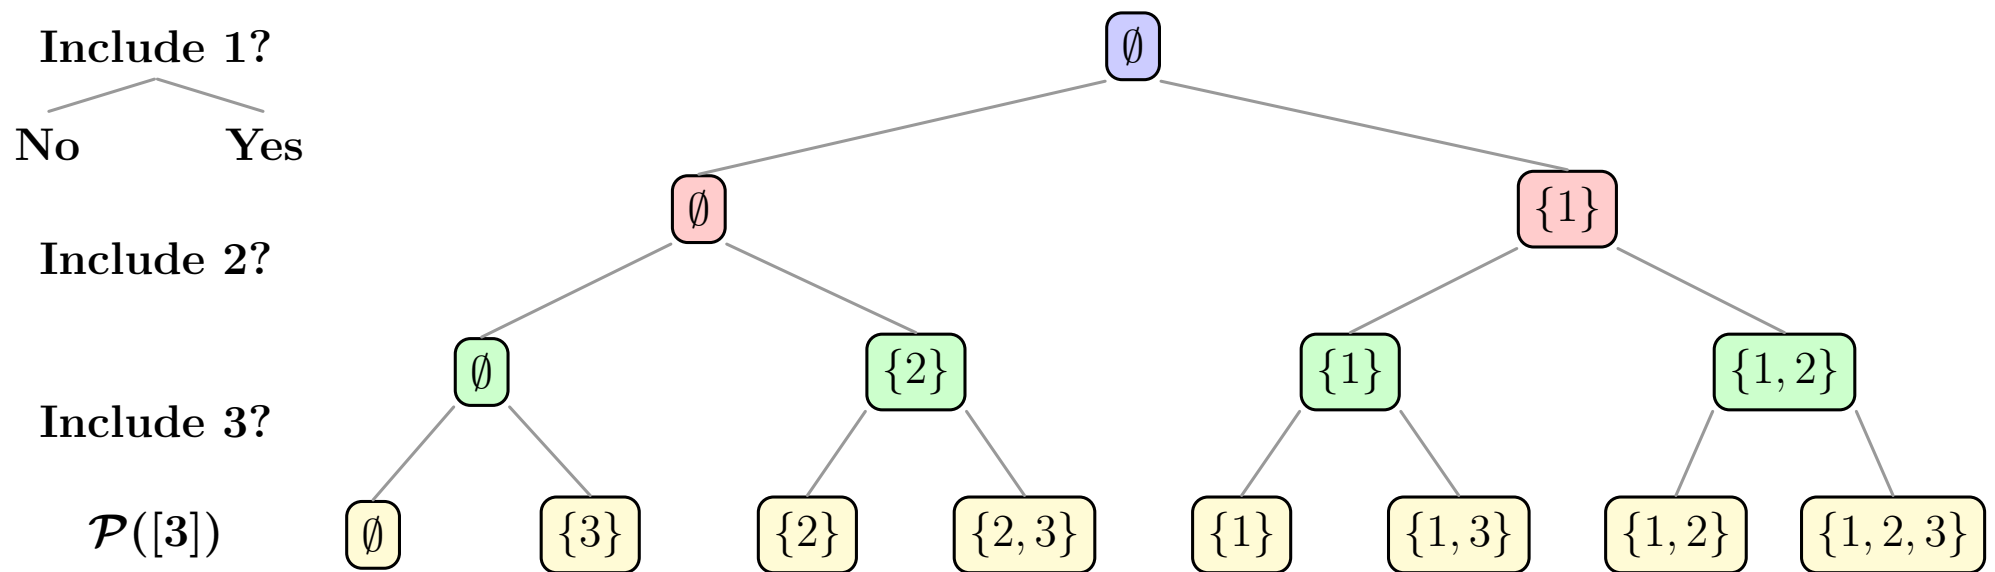 Include 1? ∅
No Yes
∅ {1}
Include 2?
∅ {2} {1, 2} {1}
Include 3?
𝒫([3]) ∅ {3} {2} {2, 3} {1} {1, 3} {1, 2} {1, 2, 3}